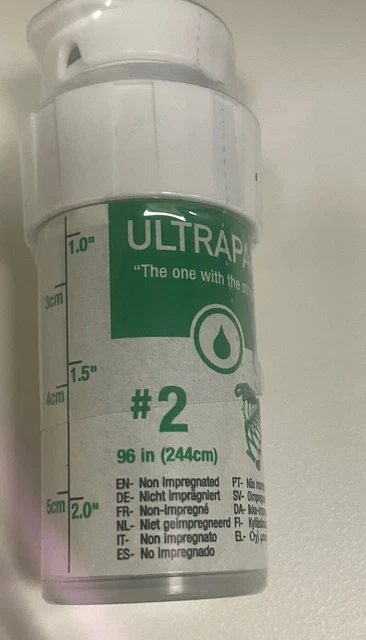 1.0"
ULTRAPA
"The one with the
3cm
1.5"
4cm
#2
96 in (244cm)
5cm
2.0"
EN- Non Impregnated
DE- Nicht imprägniert
FR- Non-impregné
NL- Niet geïmpregneerd
IT- Non impregnato
ES- No impregnado
PT- Não
SV-
DA-
FI-
EL-